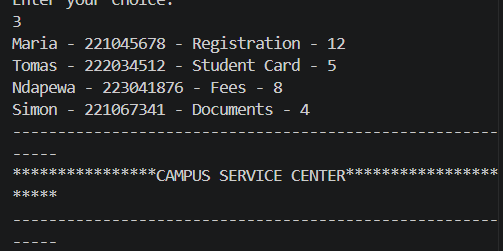 Enter your choice:
3
Maria - 221045678 - Registration - 12
Tomas - 222034512 - Student Card - 5
Ndapewa - 223041876 - Fees - 8
Simon - 221067341 - Documents - 4
------------------------------------------------------
-----
****************CAMPUS SERVICE CENTER*****************
*****
------------------------------------------------------
-----